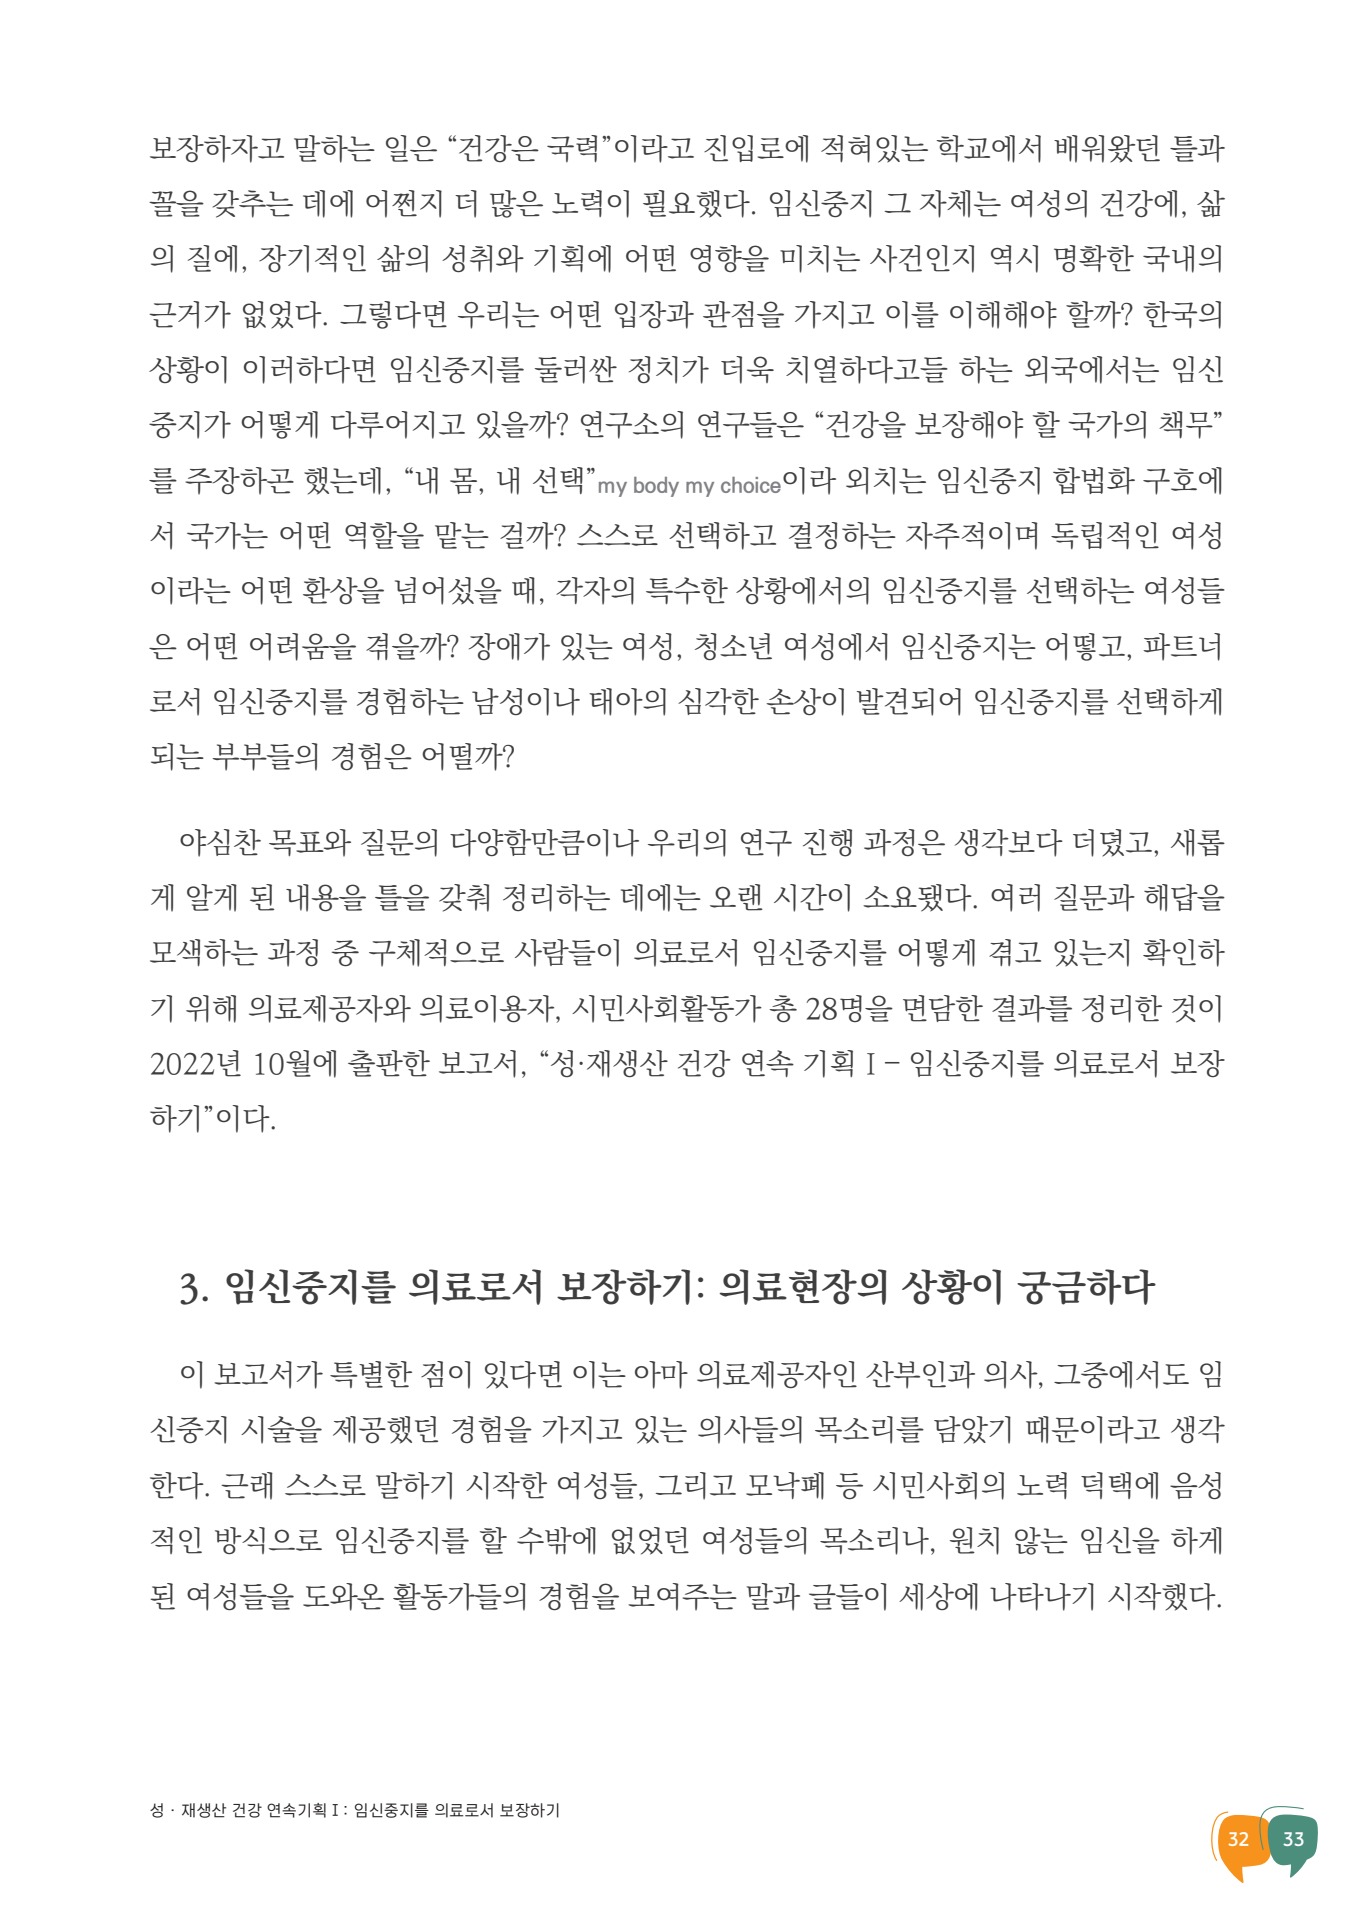 보장하자고 말하는 일은 “건강은 국력”이라고 진입로에 적혀있는 학교에서 배워왔던 틀과
꼴을 갖추는 데에 어쩐지 더 많은 노력이 필요했다. 임신중지 그 자체는 여성의 건강에, 삶
의 질에, 장기적인 삶의 성취와 기획에 어떤 영향을 미치는 사건인지 역시 명확한 국내의
근거가 없었다. 그렇다면 우리는 어떤 입장과 관점을 가지고 이를 이해해야 할까? 한국의
상황이 이러하다면 임신중지를 둘러싼 정치가 더욱 치열하다고들 하는 외국에서는 임신
중지가 어떻게 다루어지고 있을까? 연구소의 연구들은 “건강을 보장해야 할 국가의 책무”
를 주장하곤 했는데, “내 몸, 내 선택”my body my choice이라 외치는 임신중지 합법화 구호에
서 국가는 어떤 역할을 맡는 걸까? 스스로 선택하고 결정하는 자주적이며 독립적인 여성
이라는 어떤 환상을 넘어섰을 때, 각자의 특수한 상황에서의 임신중지를 선택하는 여성들
은 어떤 어려움을 겪을까? 장애가 있는 여성, 청소년 여성에서 임신중지는 어떻고, 파트너
로서 임신중지를 경험하는 남성이나 태아의 심각한 손상이 발견되어 임신중지를 선택하게
되는 부부들의 경험은 어떨까?
야심찬 목표와 질문의 다양함만큼이나 우리의 연구 진행 과정은 생각보다 더뎠고, 새롭
게 알게 된 내용을 틀을 갖춰 정리하는 데에는 오랜 시간이 소요됐다. 여러 질문과 해답을
모색하는 과정 중 구체적으로 사람들이 의료로서 임신중지를 어떻게 겪고 있는지 확인하
기 위해 의료제공자와 의료이용자, 시민사회활동가 총 28명을 면담한 결과를 정리한 것이
2022년 10월에 출판한 보고서, “성·재생산 건강 연속 기획 I – 임신중지를 의료로서 보장
하기”이다.
3. 임신중지를 의료로서 보장하기: 의료현장의 상황이 궁금하다
이 보고서가 특별한 점이 있다면 이는 아마 의료제공자인 산부인과 의사, 그중에서도 임
신중지 시술을 제공했던 경험을 가지고 있는 의사들의 목소리를 담았기 때문이라고 생각
한다. 근래 스스로 말하기 시작한 여성들, 그리고 모낙폐 등 시민사회의 노력 덕택에 음성
적인 방식으로 임신중지를 할 수밖에 없었던 여성들의 목소리나, 원치 않는 임신을 하게
된 여성들을 도와온 활동가들의 경험을 보여주는 말과 글들이 세상에 나타나기 시작했다.
성 · 재생산 건강 연속기획 I : 임신중지를 의료로서 보장하기
32 33